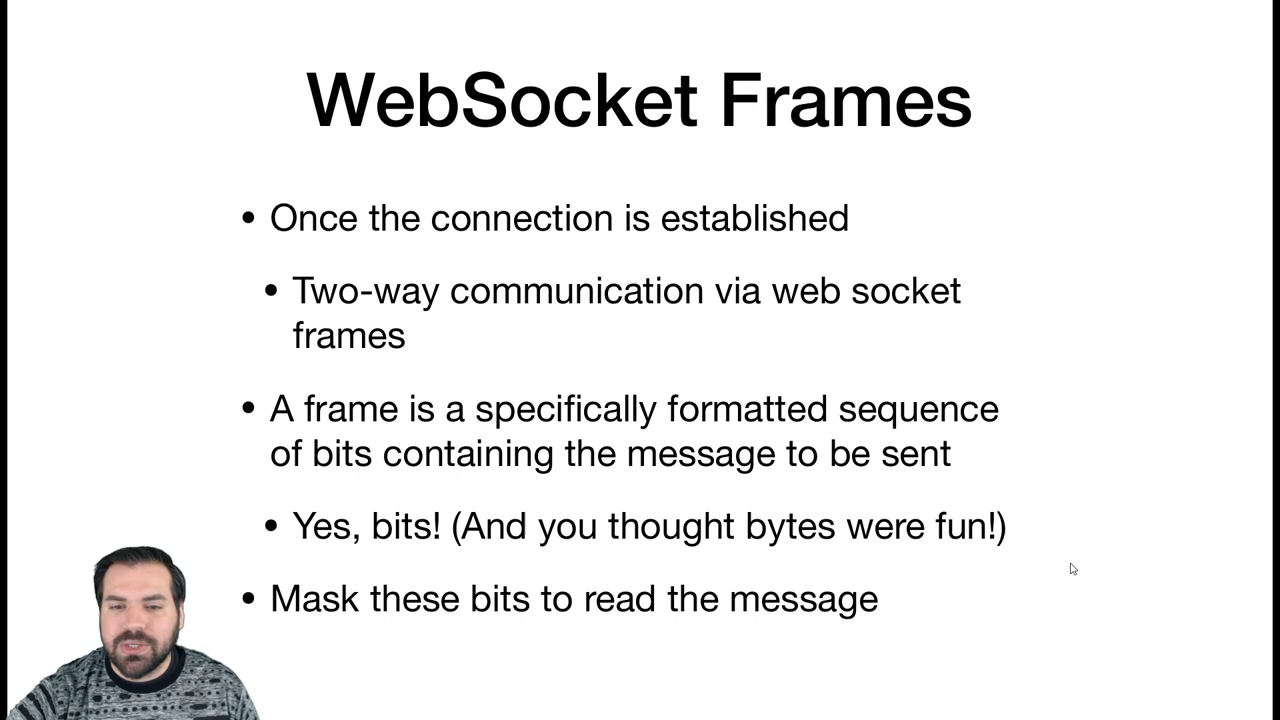 WebSocket Frames
• Once the connection is established
• Two-way communication via web socket
frames
• A frame is a specifically formatted sequence
of bits containing the message to be sent
• Yes, bits! (And you thought bytes were fun!)
• Mask these bits to read the message